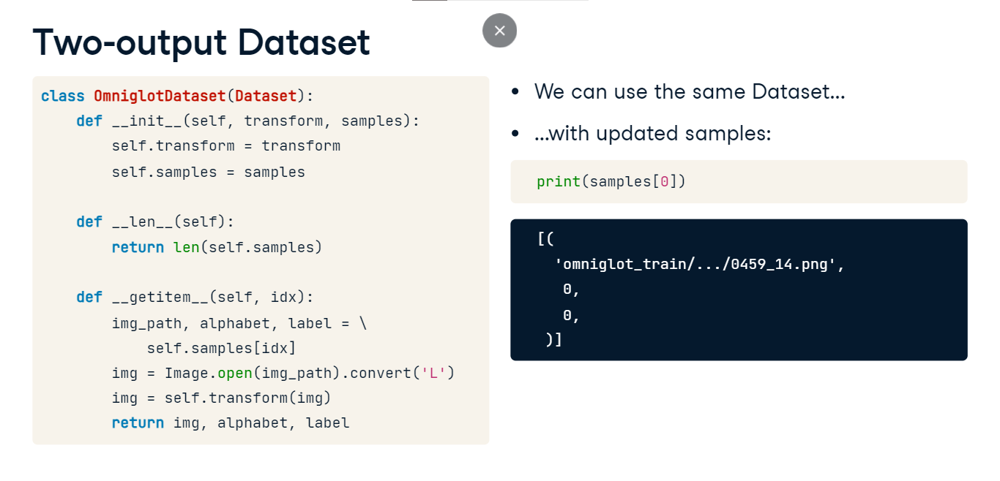 Two-output Dataset
class OmniglotDataset(Dataset):
    def __init__(self, transform, samples):
        self.transform = transform
        self.samples = samples
    def __len__(self):
        return len(self.samples)
    def __getitem__(self, idx):
        img_path, alphabet, label = \
            self.samples[idx]
        img = Image.open(img_path).convert('L')
        img = self.transform(img)
        return img, alphabet, label
• We can use the same Dataset...
• ...with updated samples:
print(samples[0])
[(
  'omniglot_train/.../0459_14.png',
   0,
   0,
 )]